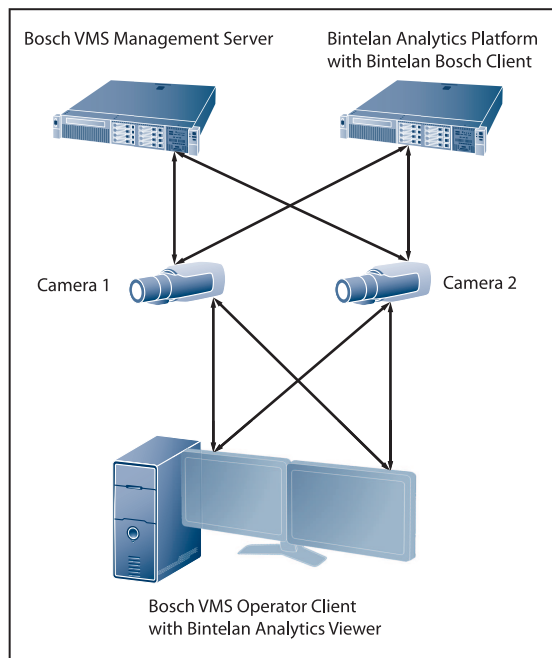 Bosch VMS Management Server
Bintelan Analytics Platform
with Bintelan Bosch Client
Camera 1
Camera 2
Bosch VMS Operator Client
with Bintelan Analytics Viewer